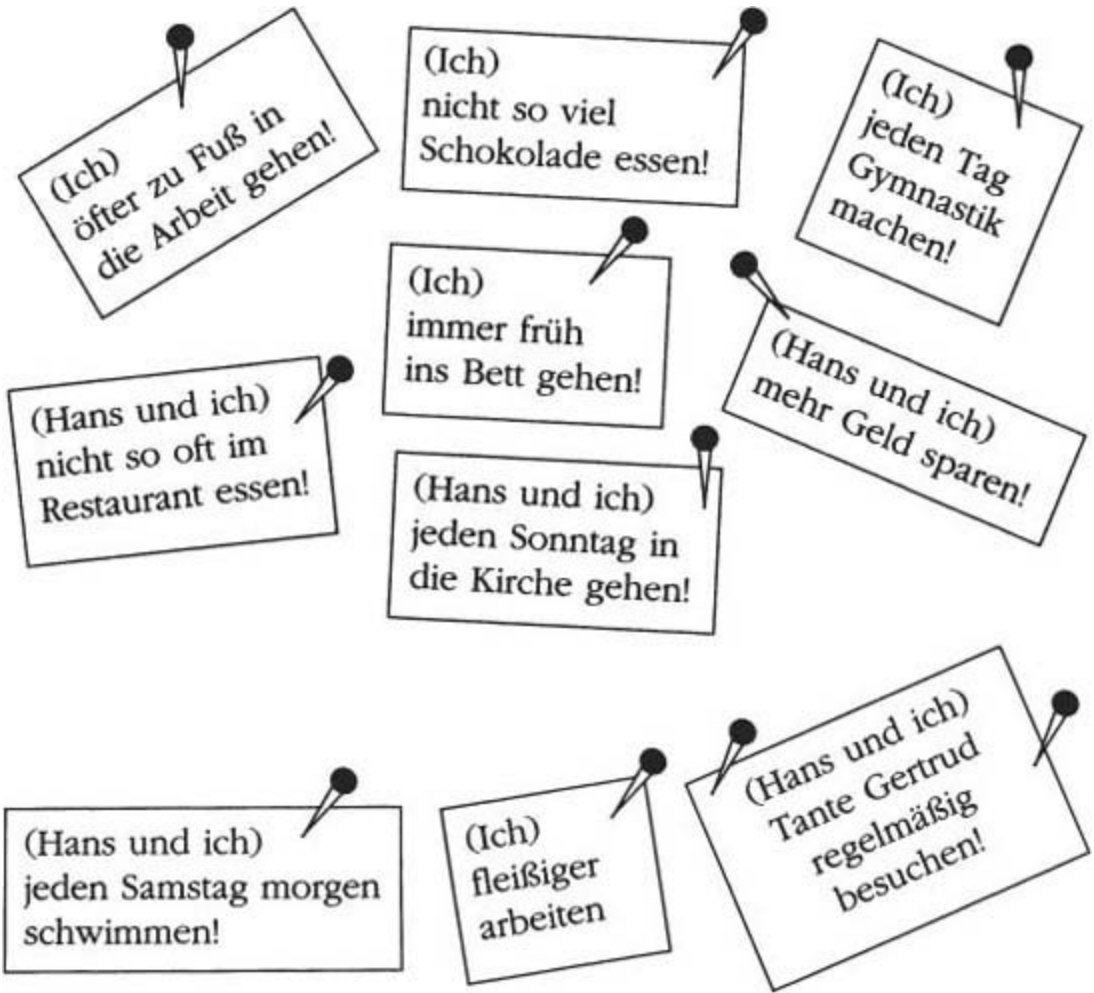 (Ich)
öfter zu Fuß in
die Arbeit gehen!
(Ich)
nicht so viel
Schokolade essen!
(Ich)
jeden Tag
Gymnastik
machen!
(Ich)
immer früh
ins Bett gehen!
(Hans und ich)
mehr Geld sparen!
(Hans und ich)
nicht so oft im
Restaurant essen!
(Hans und ich)
jeden Sonntag in
die Kirche gehen!
(Hans und ich)
jeden Samstag morgen
schwimmen!
(Ich)
fleißiger
arbeiten
(Hans und ich)
Tante Gertrud
regelmäßig
besuchen!